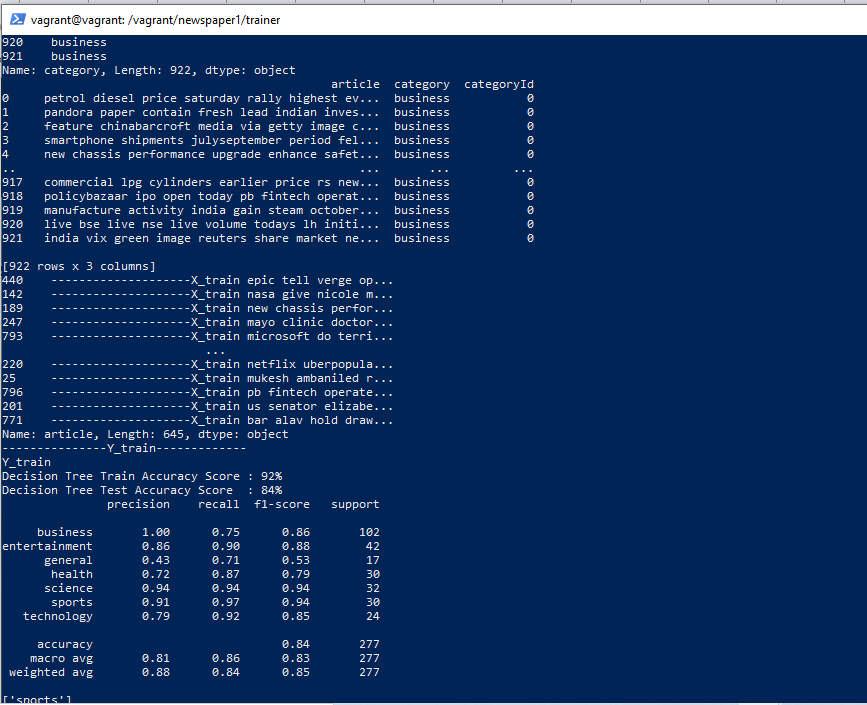 vagrant@vagrant: /vagrant/newspaper1/trainer
920    business
921    business
Name: category, Length: 922, dtype: object
                                               article  category  categoryId
0    petrol diesel price saturday rally highest ev...  business           0
1    pandora paper contain fresh lead indian inves...  business           0
2    feature chinabarcroft media via getty image c...  business           0
3    smartphone shipments julyseptember period fel...  business           0
4    new chassis performance upgrade enhance safet...  business           0
..                                                 ...       ...         ...
917  commercial lpg cylinders earlier price rs new...  business           0
918  policybazaar ipo open today pb fintech operat...  business           0
919  manufacture activity india gain steam october...  business           0
920  live bse live nse live volume todays lh initi...  business           0
921  india vix green image reuters share market ne...  business           0
[922 rows x 3 columns]
440    --------------------X_train epic tell verge op...
142    --------------------X_train nasa give nicole m...
189    --------------------X_train new chassis perfor...
247    --------------------X_train mayo clinic doctor...
793    --------------------X_train microsoft do terri...
                             ...
220    --------------------X_train netflix uberpopula...
25     --------------------X_train mukesh ambaniled r...
796    --------------------X_train pb fintech operate...
201    --------------------X_train us senator elizabe...
771    --------------------X_train bar alav hold draw...
Name: article, Length: 645, dtype: object
---------------Y_train-------------
Y_train
Decision Tree Train Accuracy Score : 92%
Decision Tree Test Accuracy Score  : 84%
               precision    recall  f1-score   support
     business       1.00      0.75      0.86       102
entertainment       0.86      0.90      0.88        42
      general       0.43      0.71      0.53        17
       health       0.72      0.87      0.79        30
      science       0.94      0.94      0.94        32
       sports       0.91      0.97      0.94        30
   technology       0.79      0.92      0.85        24
     accuracy                           0.84       277
    macro avg       0.81      0.86      0.83       277
 weighted avg       0.88      0.84      0.85       277
['sports']